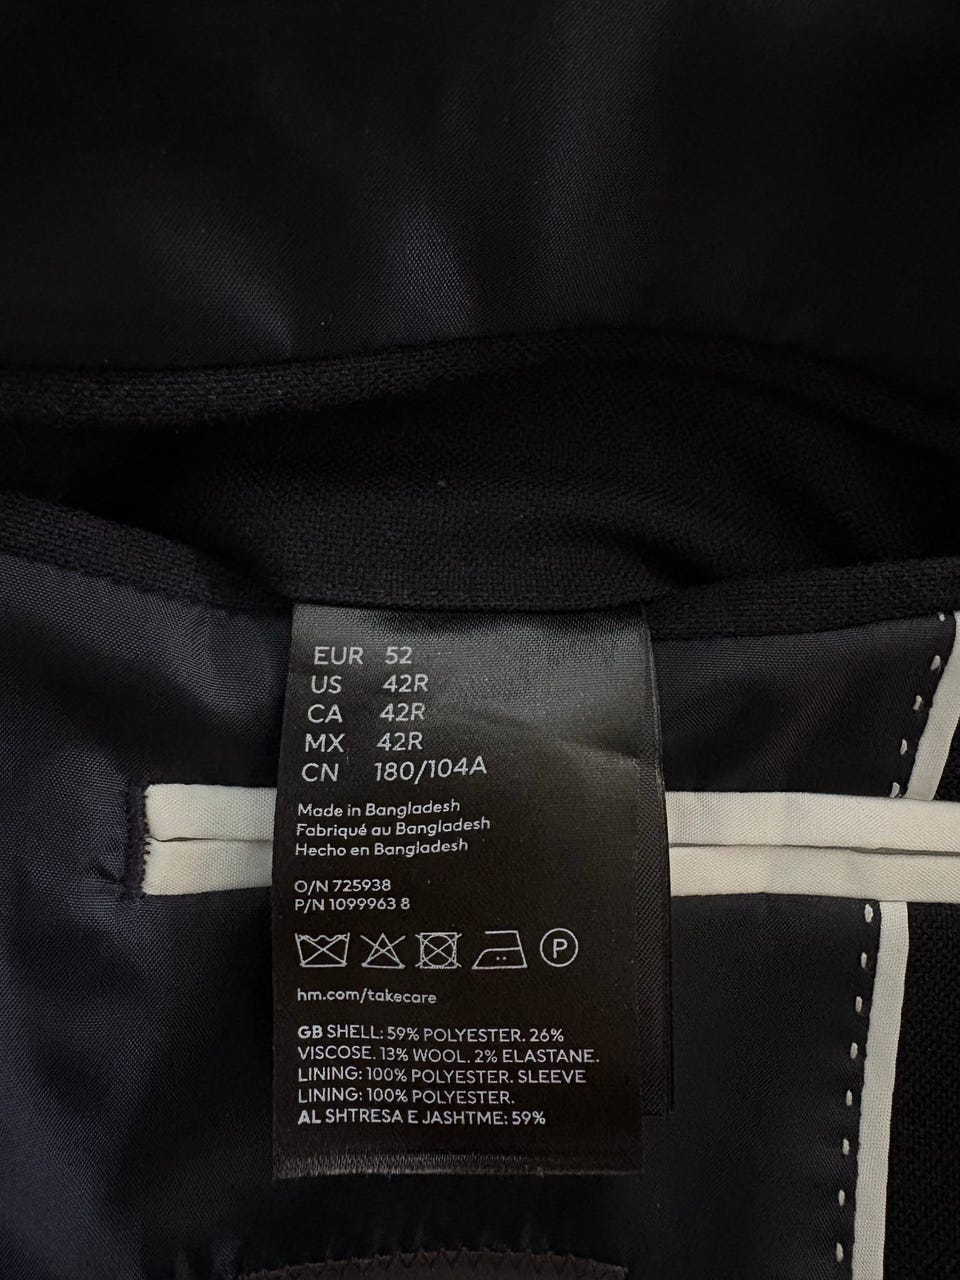 EUR 52
US 42R
CA 42R
MX 42R
CN 180/104A
Made in Bangladesh
Fabriqué au Bangladesh
Hecho en Bangladesh
O/N 725938
P/N 1099963 8
P
hm.com/takecare
GB SHELL: 59% POLYESTER. 26%
VISCOSE. 13% WOOL. 2% ELASTANE.
LINING: 100% POLYESTER. SLEEVE
LINING: 100% POLYESTER.
AL SHTRESA E JASHTME: 59%